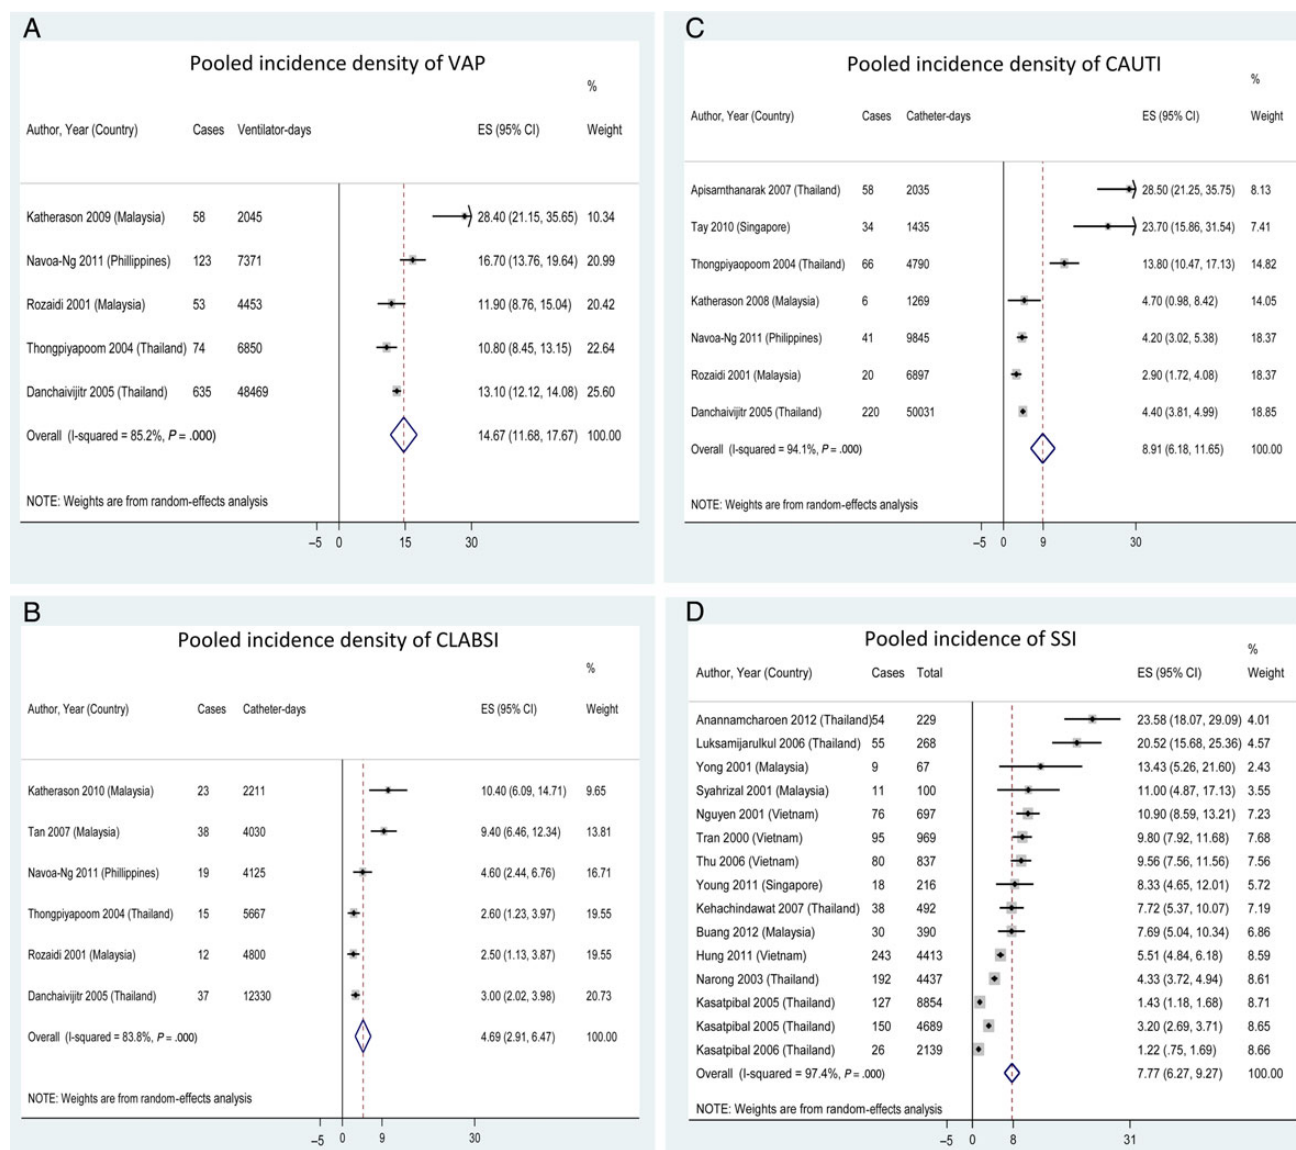 A
Pooled incidence density of VAP
%
Author, Year (Country) Cases Ventilator-days ES (95% CI) Weight
Katherason 2009 (Malaysia) 58 2045 28.40 (21.15, 35.65) 10.34
Navoa-Ng 2011 (Phillippines) 123 7371 16.70 (13.76, 19.64) 20.99
Rozaidi 2001 (Malaysia) 53 4453 11.90 (8.76, 15.04) 20.42
Thongpiyapoom 2004 (Thailand) 74 6850 10.80 (8.45, 13.15) 22.64
Danchaivijitr 2005 (Thailand) 635 48469 13.10 (12.12, 14.08) 25.60
Overall (I-squared = 85.2%, P = .000) 14.67 (11.68, 17.67) 100.00
NOTE: Weights are from random-effects analysis
–5 0 15 30
C
Pooled incidence density of CAUTI
%
Author, Year (Country) Cases Catheter-days ES (95% CI) Weight
Apisarnthanarak 2007 (Thailand) 58 2035 28.50 (21.25, 35.75) 8.13
Tay 2010 (Singapore) 34 1435 23.70 (15.86, 31.54) 7.41
Thongpiyaopoom 2004 (Thailand) 66 4790 13.80 (10.47, 17.13) 14.82
Katherason 2008 (Malaysia) 6 1269 4.70 (0.98, 8.42) 14.05
Navoa-Ng 2011 (Philippines) 41 9845 4.20 (3.02, 5.38) 18.37
Rozaidi 2001 (Malaysia) 20 6897 2.90 (1.72, 4.08) 18.37
Danchaivijitr 2005 (Thailand) 220 50031 4.40 (3.81, 4.99) 18.85
Overall (I-squared = 94.1%, P = .000) 8.91 (6.18, 11.65) 100.00
NOTE: Weights are from random-effects analysis
–5 0 9 30
B
Pooled incidence density of CLABSI
%
Author, Year (Country) Cases Catheter-days ES (95% CI) Weight
Katherason 2010 (Malaysia) 23 2211 10.40 (6.09, 14.71) 9.65
Tan 2007 (Malaysia) 38 4030 9.40 (6.46, 12.34) 13.81
Navoa-Ng 2011 (Phillippines) 19 4125 4.60 (2.44, 6.76) 16.71
Thongpiyapoom 2004 (Thailand) 15 5667 2.60 (1.23, 3.97) 19.55
Rozaidi 2001 (Malaysia) 12 4800 2.50 (1.13, 3.87) 19.55
Danchaivijitr 2005 (Thailand) 37 12330 3.00 (2.02, 3.98) 20.73
Overall (I-squared = 83.8%, P = .000) 4.69 (2.91, 6.47) 100.00
NOTE: Weights are from random-effects analysis
–5 0 9 30
D
Pooled incidence of SSI
%
Author, Year (Country) Cases Total ES (95% CI) Weight
Anannamcharoen 2012 (Thailand) 54 229 23.58 (18.07, 29.09) 4.01
Luksamijarulkul 2006 (Thailand) 55 268 20.52 (15.68, 25.36) 4.57
Yong 2001 (Malaysia) 9 67 13.43 (5.26, 21.60) 2.43
Syahrizal 2001 (Malaysia) 11 100 11.00 (4.87, 17.13) 3.55
Nguyen 2001 (Vietnam) 76 697 10.90 (8.59, 13.21) 7.23
Tran 2000 (Vietnam) 95 969 9.80 (7.92, 11.68) 7.68
Thu 2006 (Vietnam) 80 837 9.56 (7.56, 11.56) 7.56
Young 2011 (Singapore) 18 216 8.33 (4.65, 12.01) 5.72
Kehachindawat 2007 (Thailand) 38 492 7.72 (5.37, 10.07) 7.19
Buang 2012 (Malaysia) 30 390 7.69 (5.04, 10.34) 6.86
Hung 2011 (Vietnam) 243 4413 5.51 (4.84, 6.18) 8.59
Narong 2003 (Thailand) 192 4437 4.33 (3.72, 4.94) 8.61
Kasatpibal 2005 (Thailand) 127 8854 1.43 (1.18, 1.68) 8.71
Kasatpibal 2005 (Thailand) 150 4689 3.20 (2.69, 3.71) 8.65
Kasatpibal 2006 (Thailand) 26 2139 1.22 (.75, 1.69) 8.66
Overall (I-squared = 97.4%, P = .000) 7.77 (6.27, 9.27) 100.00
NOTE: Weights are from random-effects analysis
–5 0 8 31